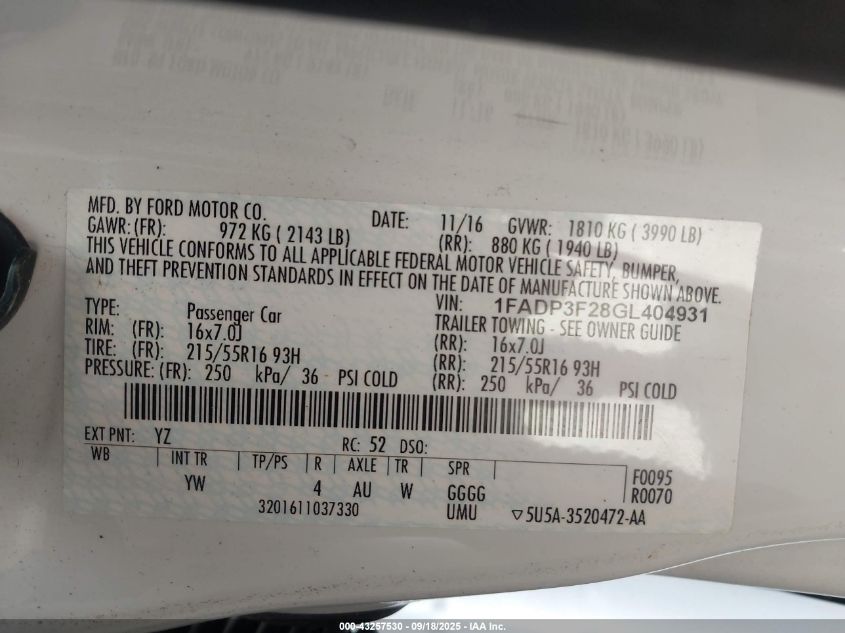 MFD. BY FORD MOTOR CO. DATE: 11/16 GVWR: 1810 KG ( 3990 LB)
GAWR: (FR): 972 KG ( 2143 LB) (RR): 880 KG ( 1940 LB)
THIS VEHICLE CONFORMS TO ALL APPLICABLE FEDERAL MOTOR VEHICLE SAFETY, BUMPER,
AND THEFT PREVENTION STANDARDS IN EFFECT ON THE DATE OF MANUFACTURE SHOWN ABOVE.
VIN: 1FADP3F28GL404931
TYPE: Passenger Car TRAILER TOWING - SEE OWNER GUIDE
RIM: (FR): 16x7.0J (RR): 16x7.0J
TIRE: (FR): 215/55R16 93H (RR): 215/55R16 93H
PRESSURE: (FR): 250 kPa/ 36 PSI COLD (RR): 250 kPa/ 36 PSI COLD
EXT PNT: YZ RC: 52 DSO:
WB INT TR TP/PS R AXLE TR SPR F0095
YW 4 AU W GGGG R0070
3201611037330 UMU ▽5U5A-3520472-AA
000-43257530 - 09/18/2025 - IAA Inc.